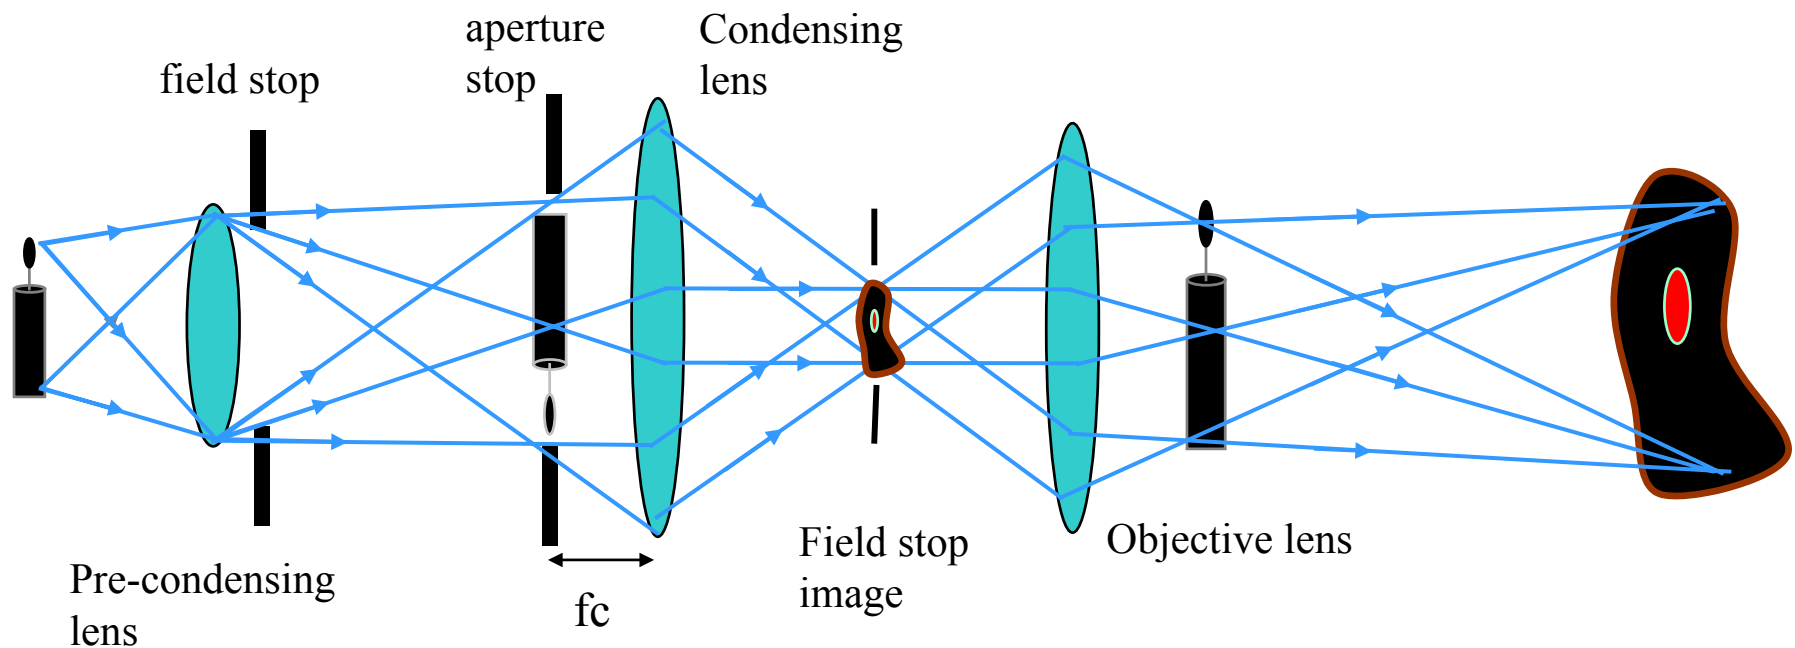 field stop
aperture
stop
Condensing
lens
Pre-condensing
lens
fc
Field stop
image
Objective lens